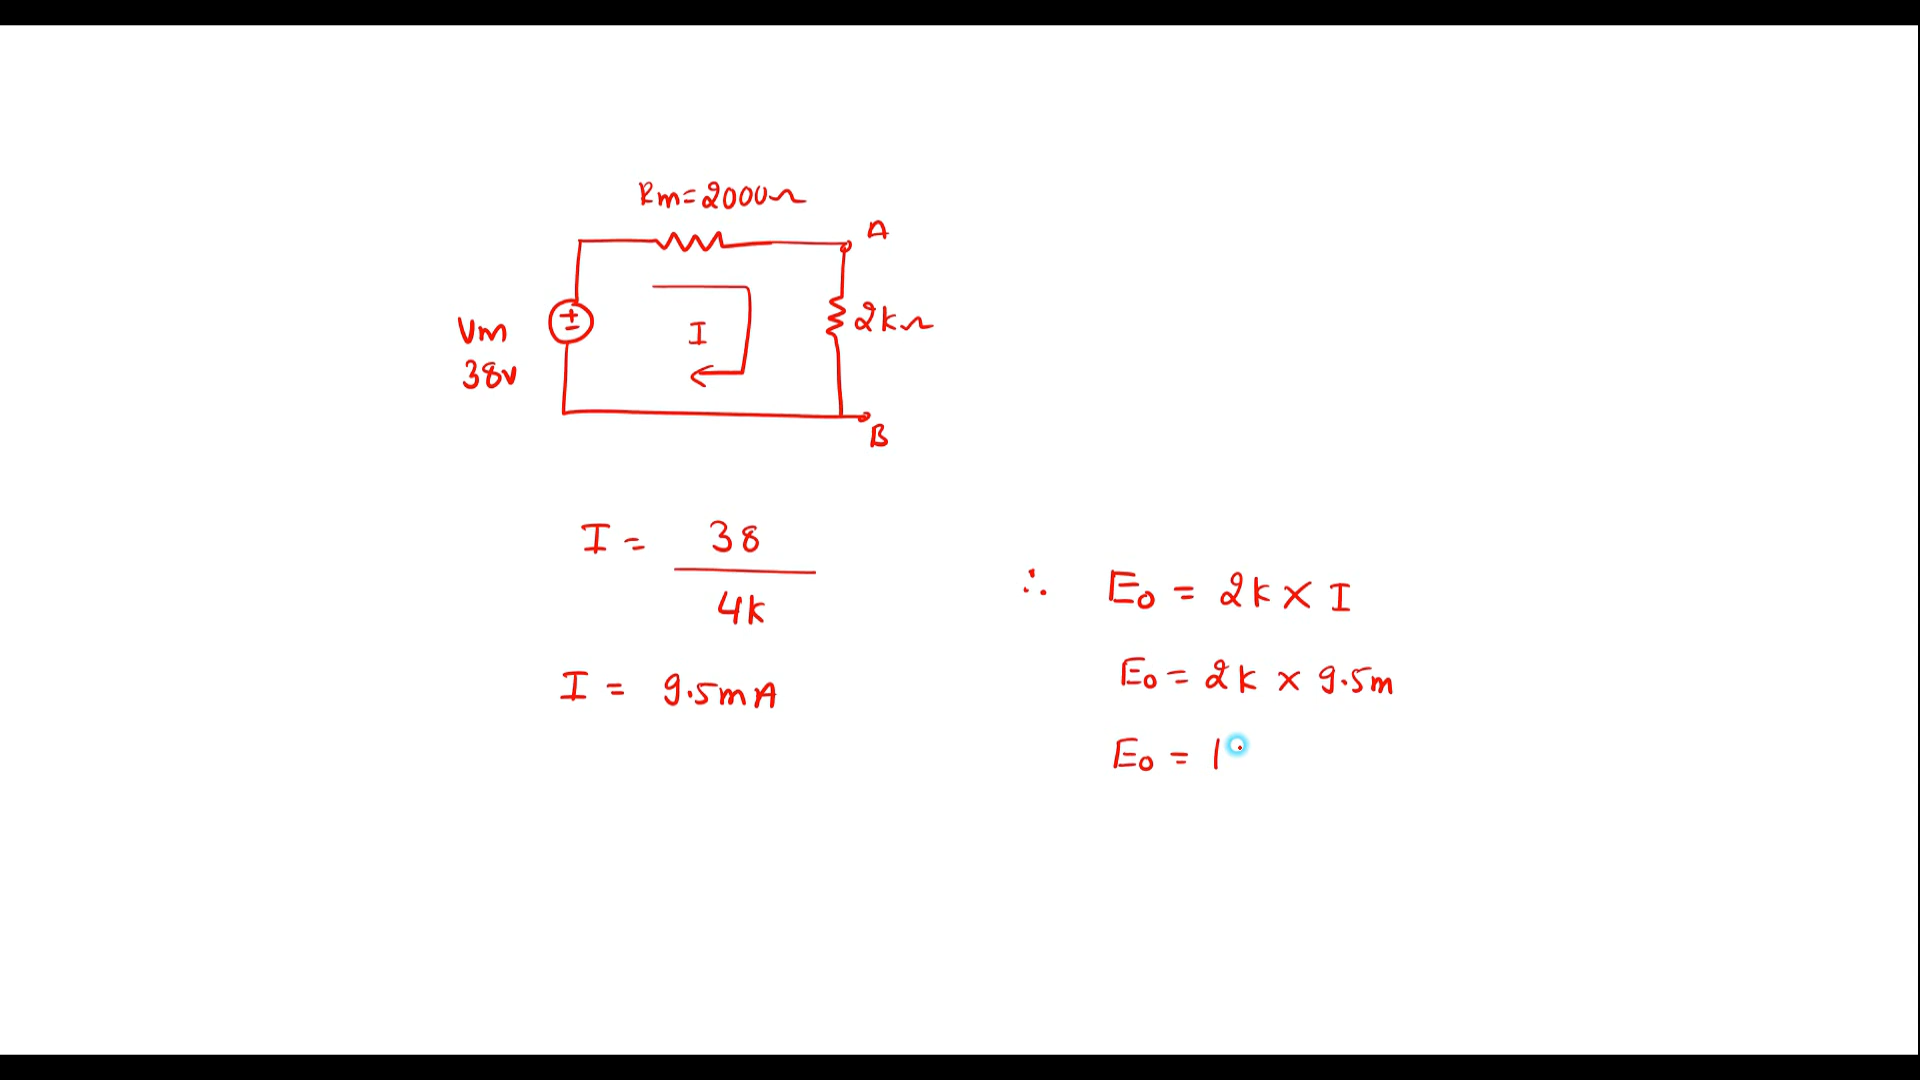 Rm=2000Ω
A
+
-
I
2kΩ
Vm
38v
B
I = 38
4k
I = 9.5mA
∴ Eo = 2k × I
Eo = 2k × 9.5m
Eo = 1